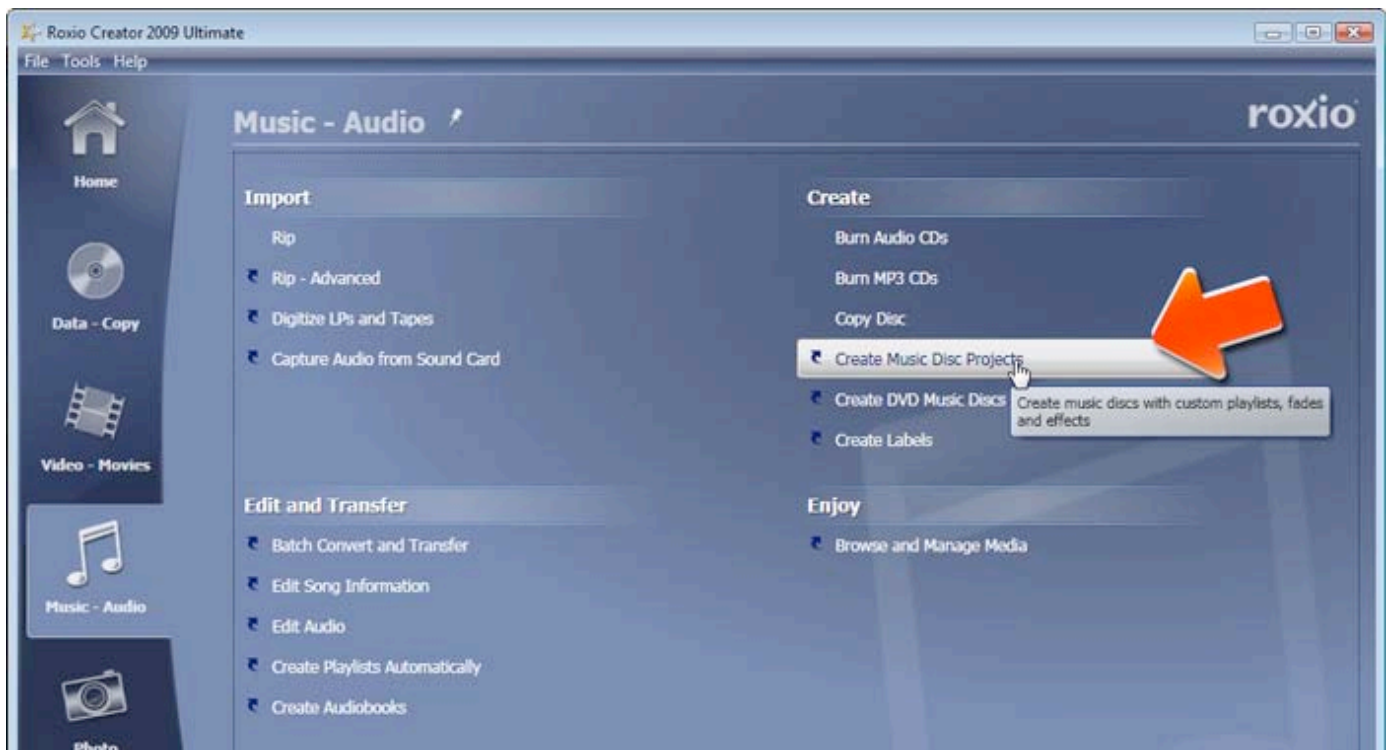 Roxio Creator 2009 Ultimate
File Tools Help
Home
Data - Copy
Video - Movies
Music - Audio
Photo
Music - Audio
roxio
Import
Rip
Rip - Advanced
Digitize LPs and Tapes
Capture Audio from Sound Card
Create
Burn Audio CDs
Burn MP3 CDs
Copy Disc
Create Music Disc Projects
Create DVD Music Discs
Create music discs with custom playlists, fades
and effects
Create Labels
Edit and Transfer
Batch Convert and Transfer
Edit Song Information
Edit Audio
Create Playlists Automatically
Create Audiobooks
Enjoy
Browse and Manage Media